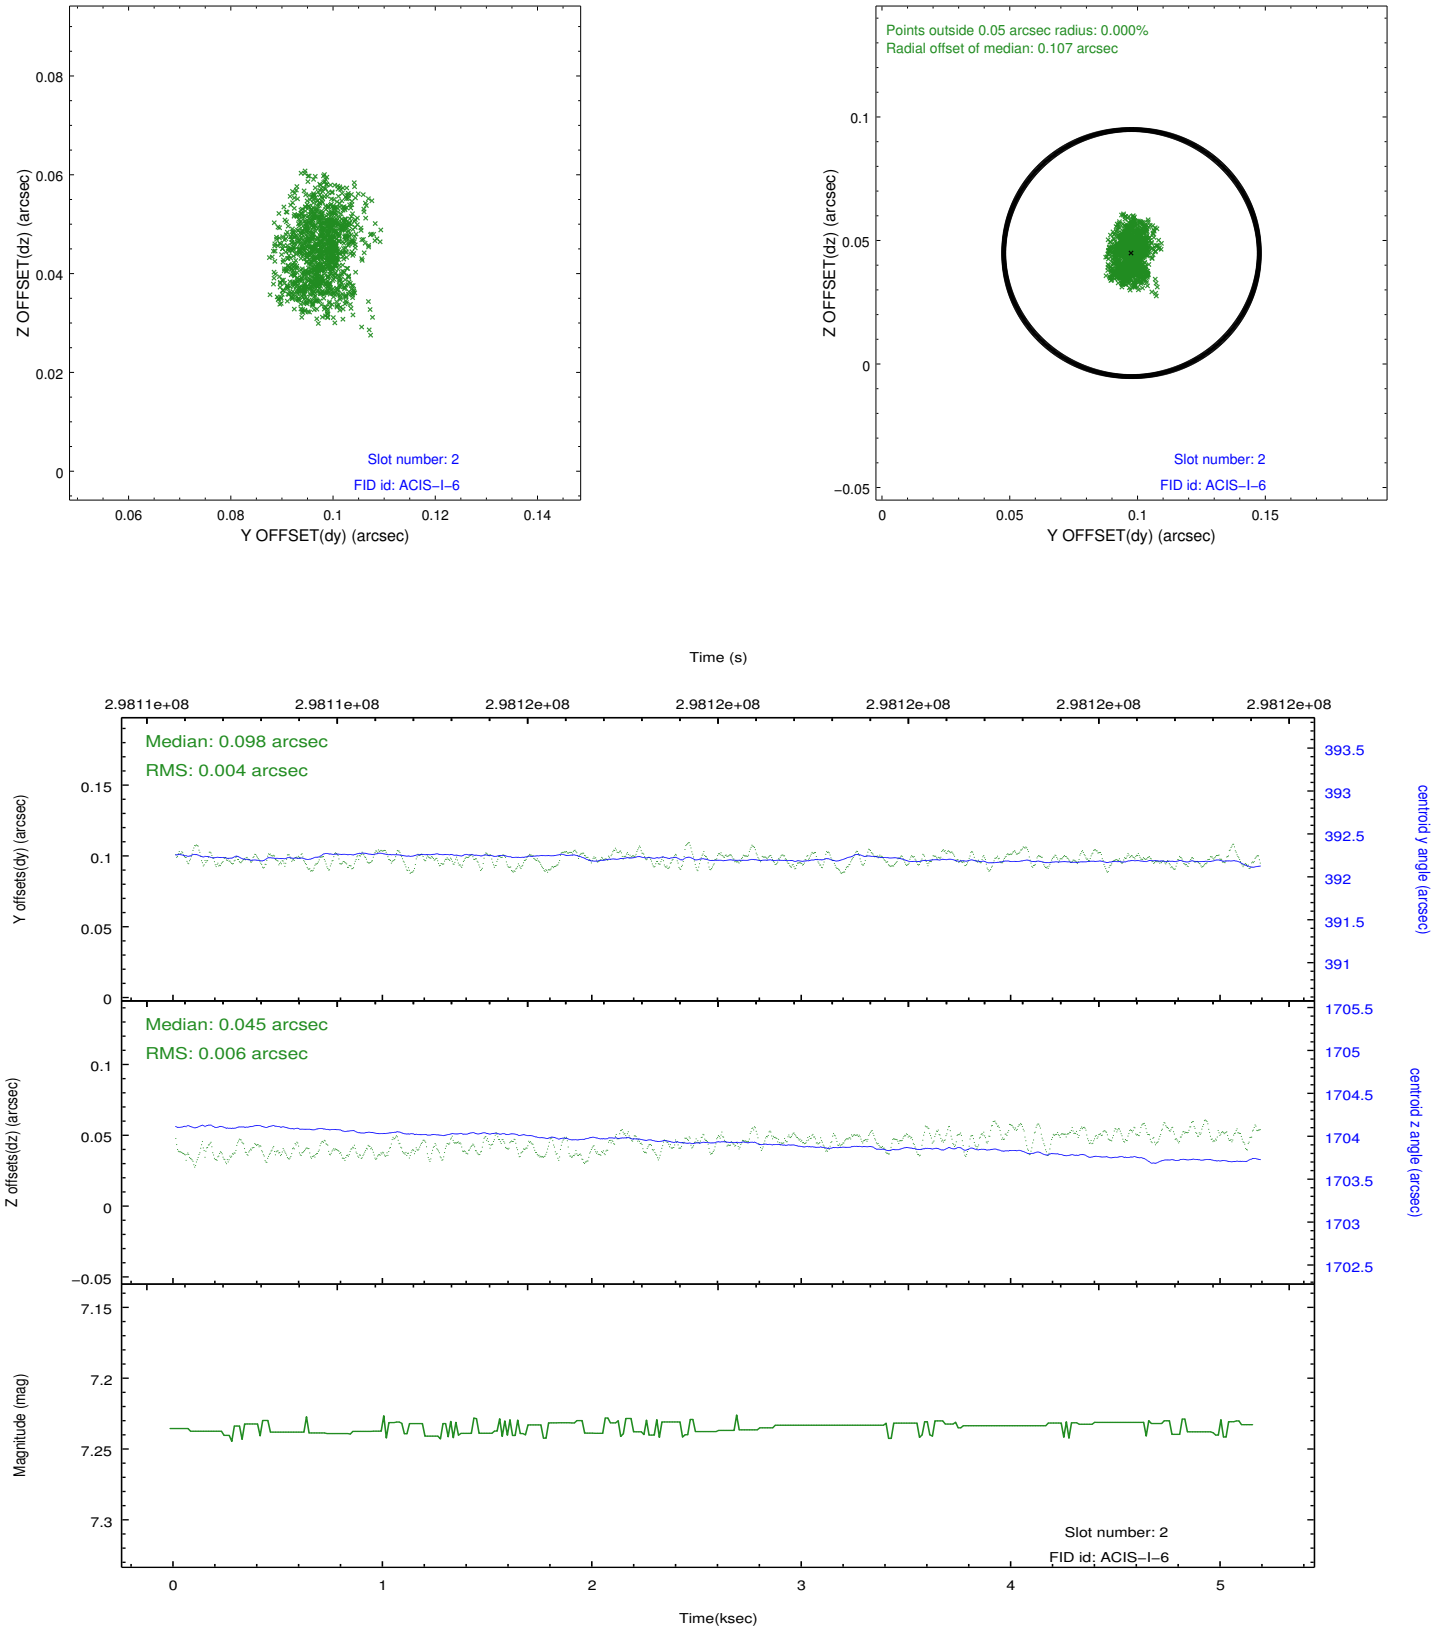 0.08
0.06
0.04
0.02
0
Z OFFSET(dz) (arcsec)
Slot number: 2
FID id: ACIS−I−6
0.06 0.08 0.1 0.12 0.14
Y OFFSET(dy) (arcsec)
Points outside 0.05 arcsec radius: 0.000%
Radial offset of median: 0.107 arcsec
0.1
0.05
0
−0.05
Z OFFSET(dz) (arcsec)
Slot number: 2
FID id: ACIS−I−6
0 0.05 0.1 0.15
Y OFFSET(dy) (arcsec)
Time (s)
2.9811e+08 2.9811e+08 2.9812e+08 2.9812e+08 2.9812e+08 2.9812e+08 2.9812e+08
Median: 0.098 arcsec
RMS: 0.004 arcsec
0.15
0.1
0.05
0
Y offsets(dy) (arcsec)
393.5
393
392.5
392
391.5
391
centroid y angle (arcsec)
Median: 0.045 arcsec
RMS: 0.006 arcsec
0.1
0.05
0
−0.05
Z offsets(dz) (arcsec)
1705.5
1705
1704.5
1704
1703.5
1703
1702.5
centroid z angle (arcsec)
7.15
7.2
7.25
7.3
Magnitude (mag)
Slot number: 2
FID id: ACIS−I−6
0 1 2 3 4 5
Time(ksec)